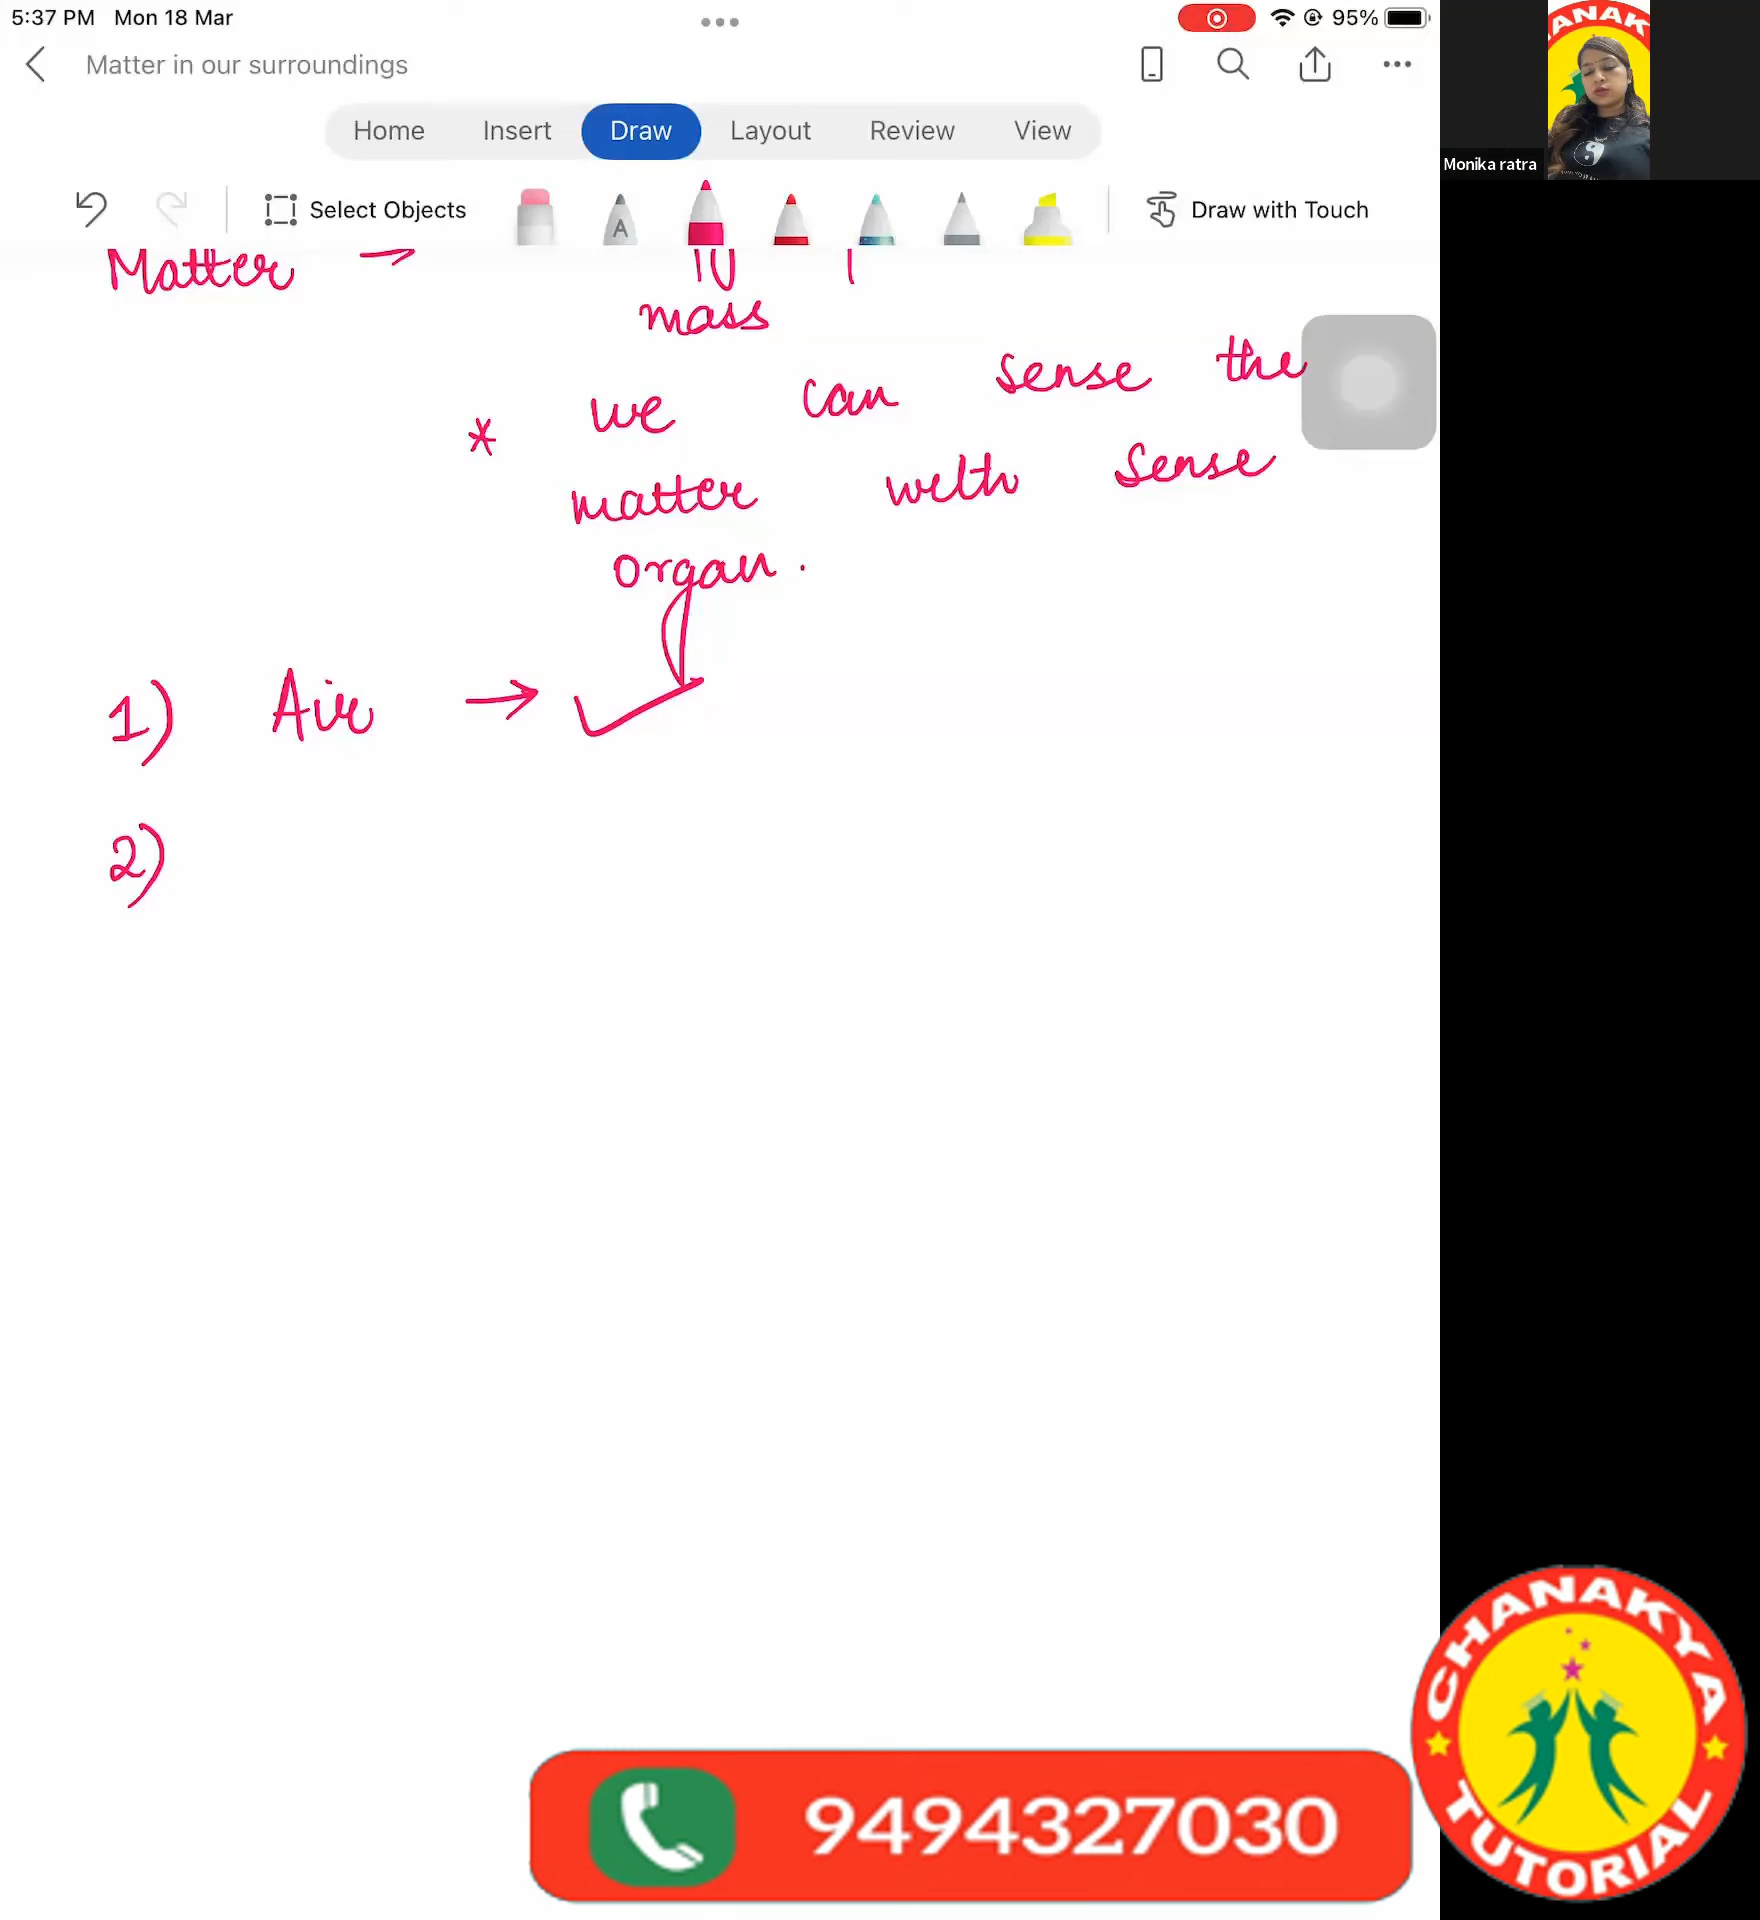 5:37 PM Mon 18 Mar
95%
ANAK
Matter in our surroundings
Monika ratra
Home Insert Draw Layout Review View
Select Objects
A
Draw with Touch
Matter →
mass
* we can sense the
matter with sense
organ.
1) Air → ✓
2)
9494327030
CHANAKYA
TUTORIAL